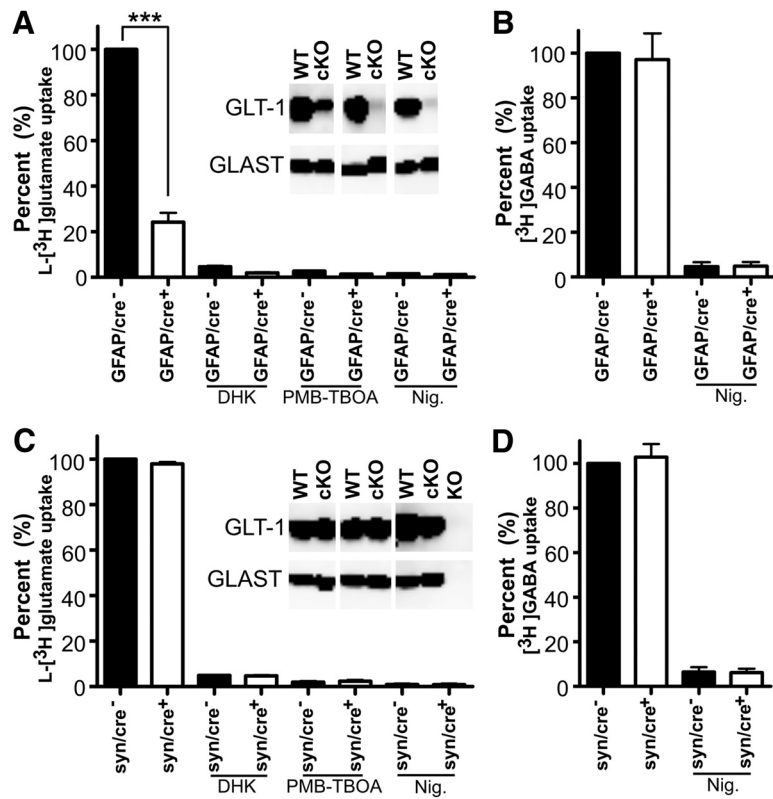 A
***
Percent (%)
L-[³H]glutamate uptake
100
80
60
40
20
0
WT
cKO
WT
cKO
WT
cKO
GLT-1
GLAST
GFAP/cre⁻
GFAP/cre⁺
GFAP/cre⁻
GFAP/cre⁺
GFAP/cre⁻
GFAP/cre⁺
GFAP/cre⁻
GFAP/cre⁺
DHK
PMB-TBOA
Nig.
B
Percent (%)
[³H]GABA uptake
100
80
60
40
20
0
GFAP/cre⁻
GFAP/cre⁺
GFAP/cre⁻
GFAP/cre⁺
Nig.
C
Percent (%)
L-[³H]glutamate uptake
100
80
60
40
20
0
WT
cKO
WT
cKO
WT
cKO
KO
GLT-1
GLAST
syn/cre⁻
syn/cre⁺
syn/cre⁻
syn/cre⁺
syn/cre⁻
syn/cre⁺
syn/cre⁻
syn/cre⁺
DHK
PMB-TBOA
Nig.
D
Percent (%)
[³H]GABA uptake
100
80
60
40
20
0
syn/cre⁻
syn/cre⁺
syn/cre⁻
syn/cre⁺
Nig.